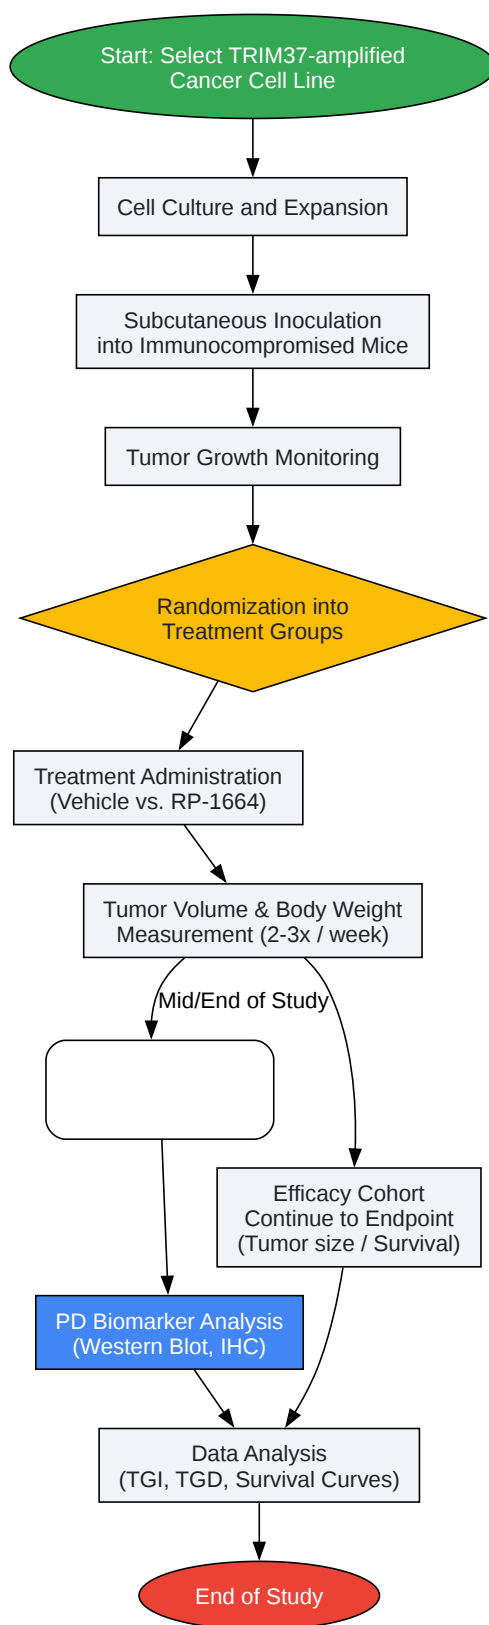 Start: Select TRIM37-amplified
Cancer Cell Line
Cell Culture and Expansion
Subcutaneous Inoculation
into Immunocompromised Mice
Tumor Growth Monitoring
Randomization into
Treatment Groups
Treatment Administration
(Vehicle vs. RP-1664)
Tumor Volume & Body Weight
Measurement (2-3x / week)
Mid/End of Study
Efficacy Cohort
Continue to Endpoint
(Tumor size / Survival)
PD Biomarker Analysis
(Western Blot, IHC)
Data Analysis
(TGI, TGD, Survival Curves)
End of Study